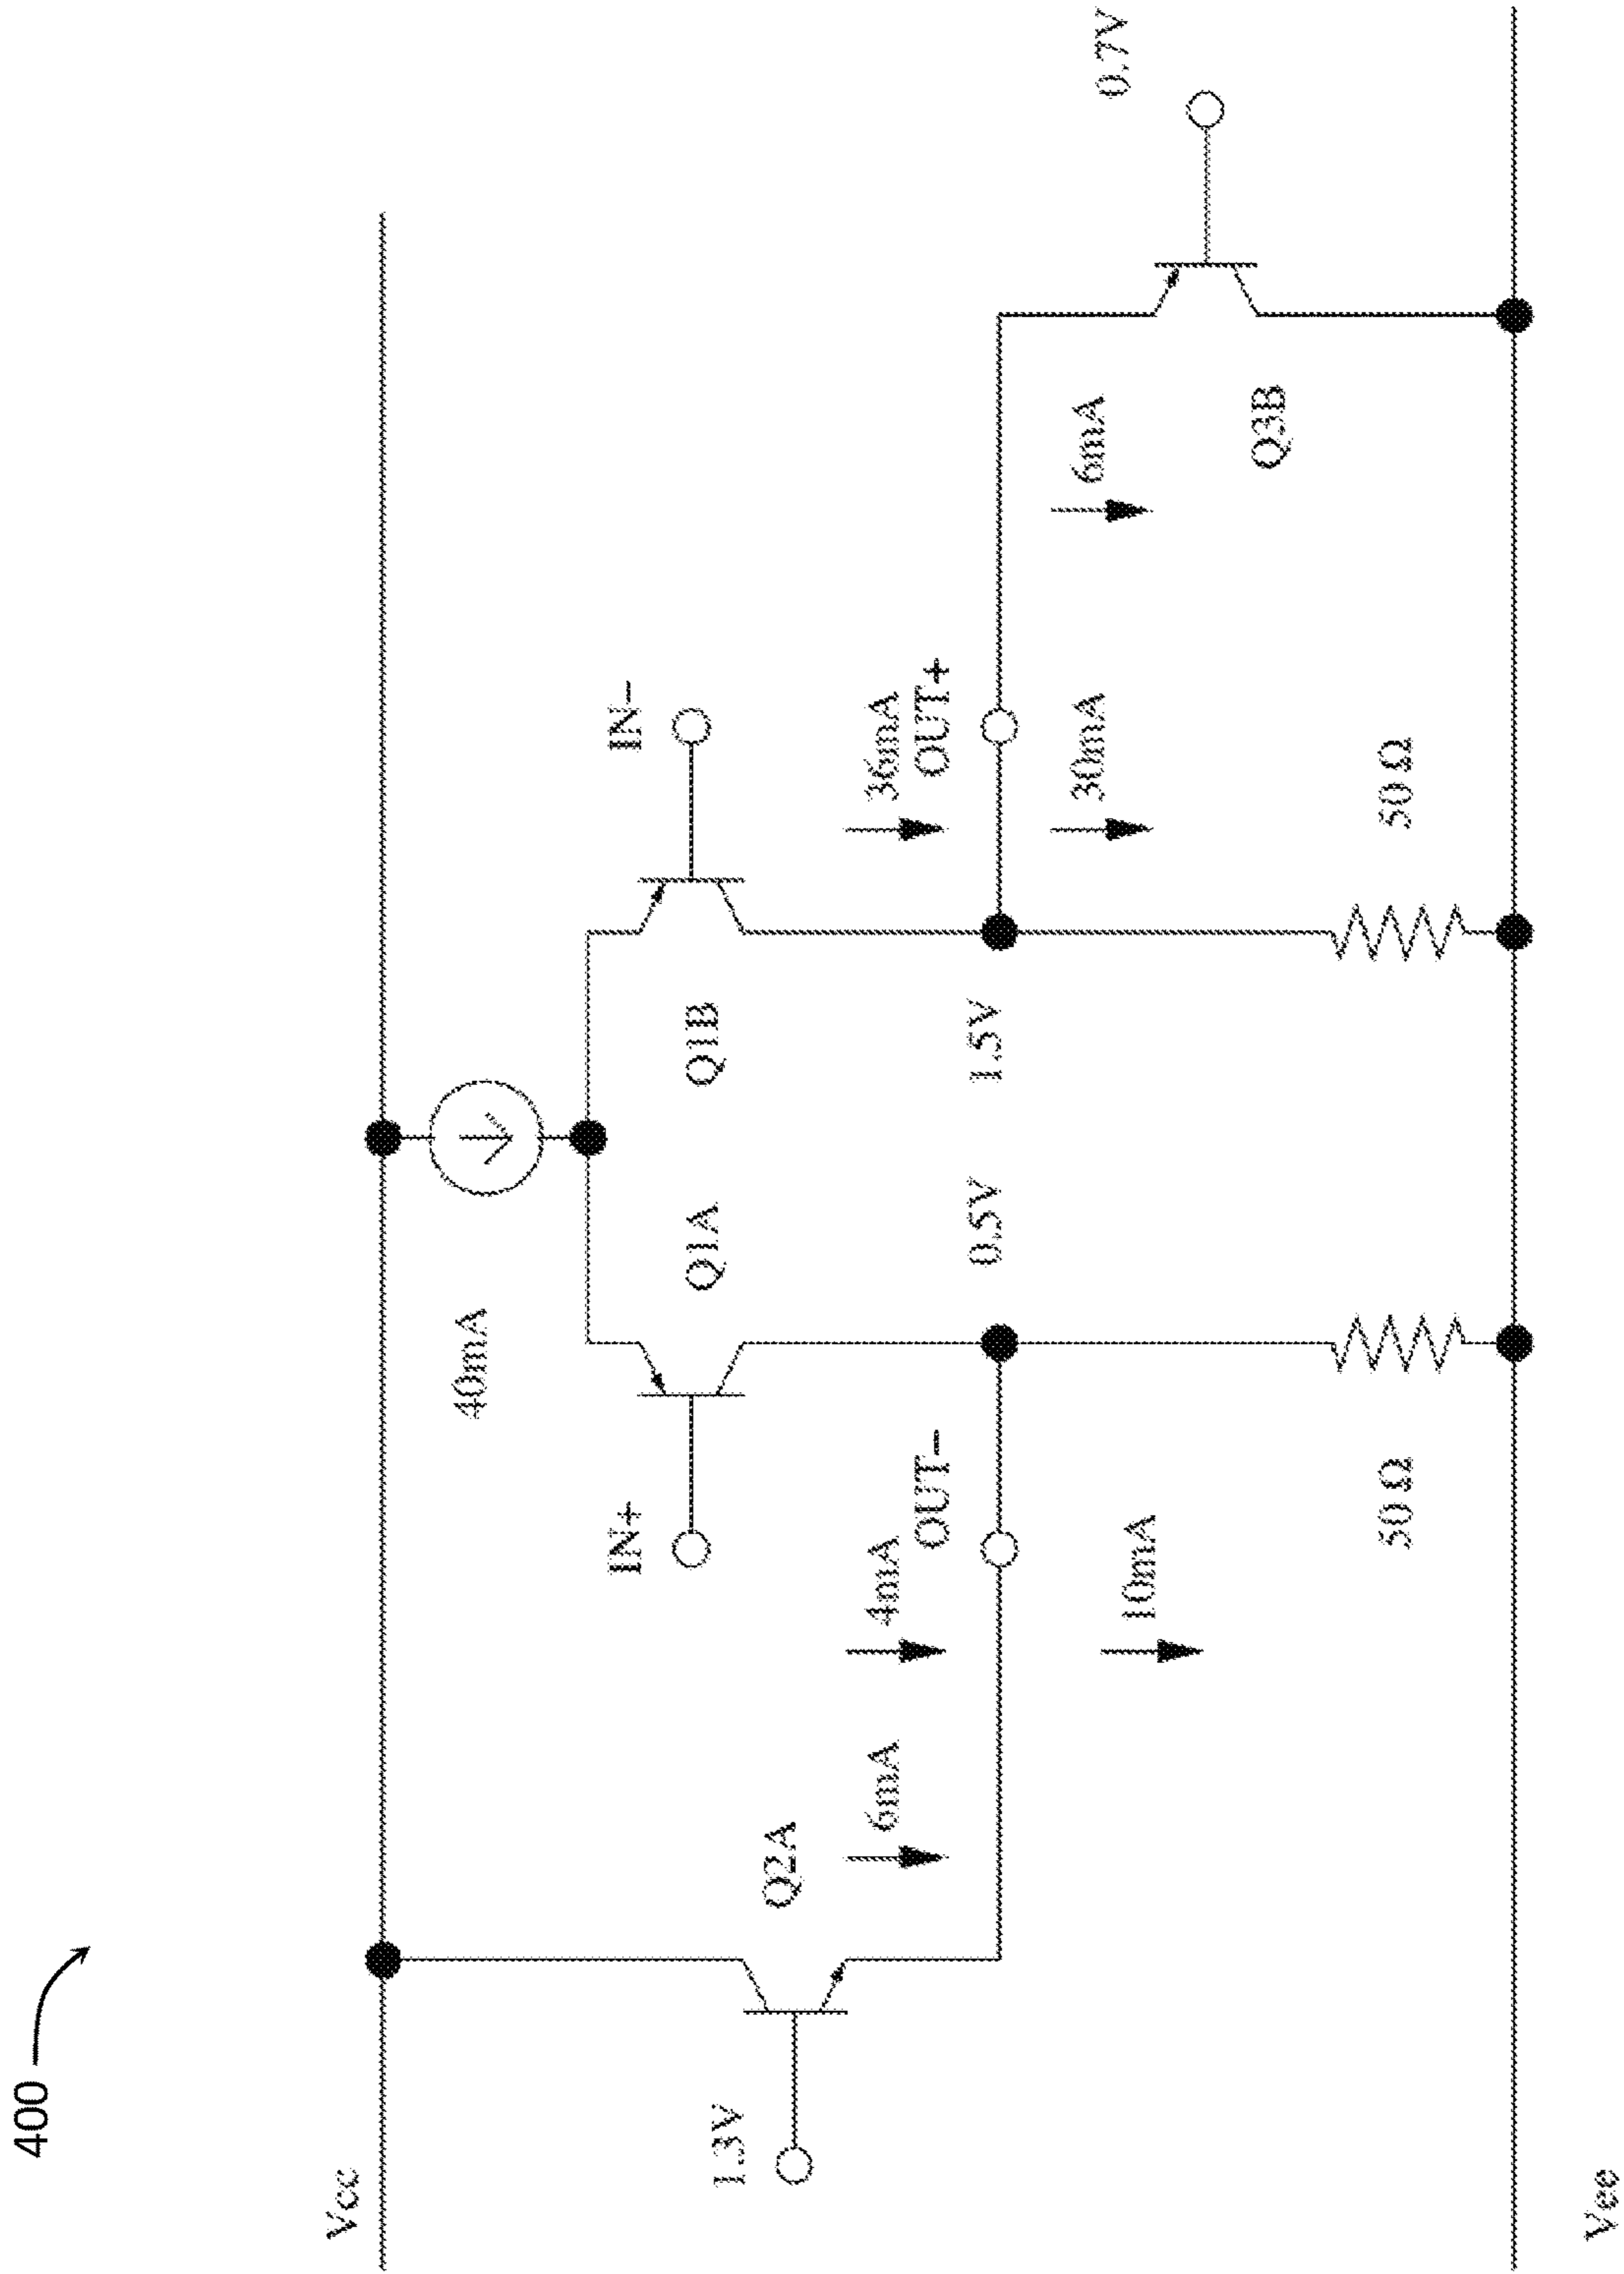 400
Vcc
40mA
IN+
IN−
Q1A
Q1B
1.3V
Q2A
6mA
4mA
36mA
OUT−
OUT+
0.5V
1.5V
30mA
6mA
0.7V
10mA
Q3B
50 Ω
50 Ω
Vee